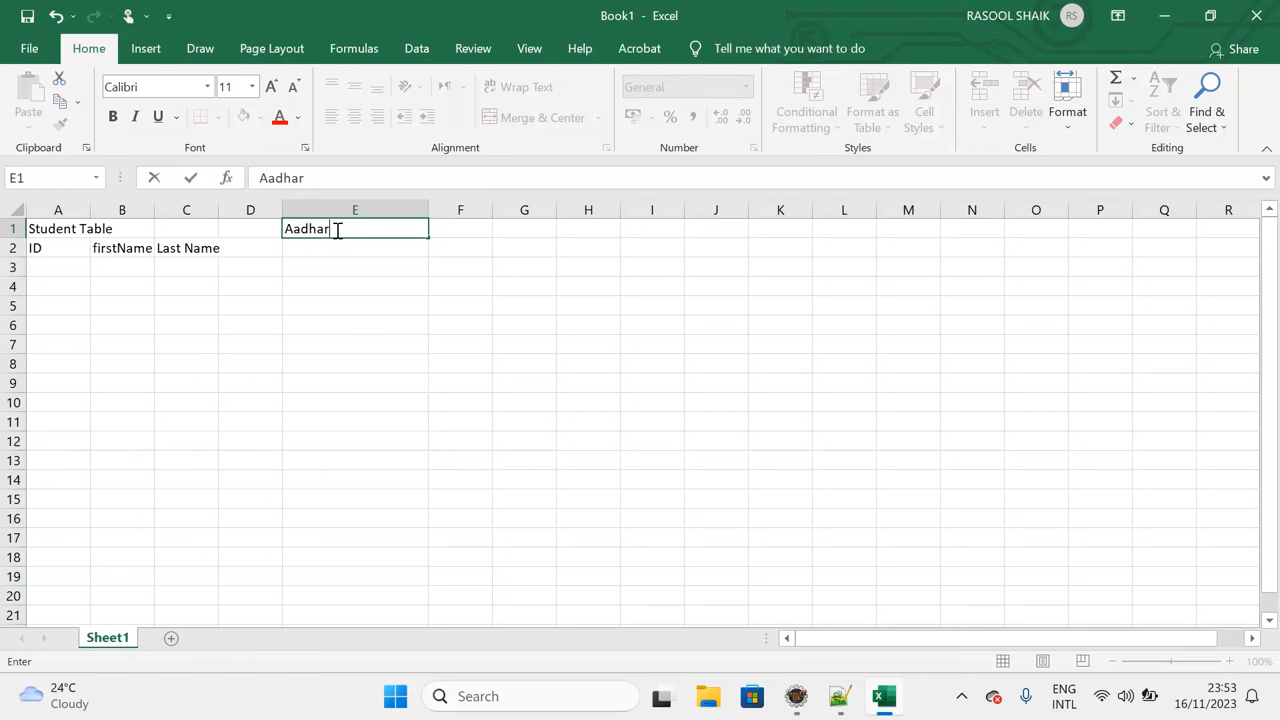 Book1 - Excel
RASOOL SHAIK RS
File Home Insert Draw Page Layout Formulas Data Review View Help Acrobat Tell me what you want to do Share
Paste
Clipboard
Calibri 11
B I U A
Font
ab Wrap Text
Merge & Center
Alignment
General
%
Number
Conditional Formatting
Format as Table
Cell Styles
Styles
Insert Delete Format
Cells
Sort & Filter
Find & Select
Editing
E1 fx Aadhar
A B C D E F G H I J K L M N O P Q R
1 Student Table Aadhar
2 ID firstName Last Name
3
4
5
6
7
8
9
10
11
12
13
14
15
16
17
18
19
20
21
Sheet1
Enter 100%
24°C
Cloudy
Search
ENG
INTL
23:53
16/11/2023